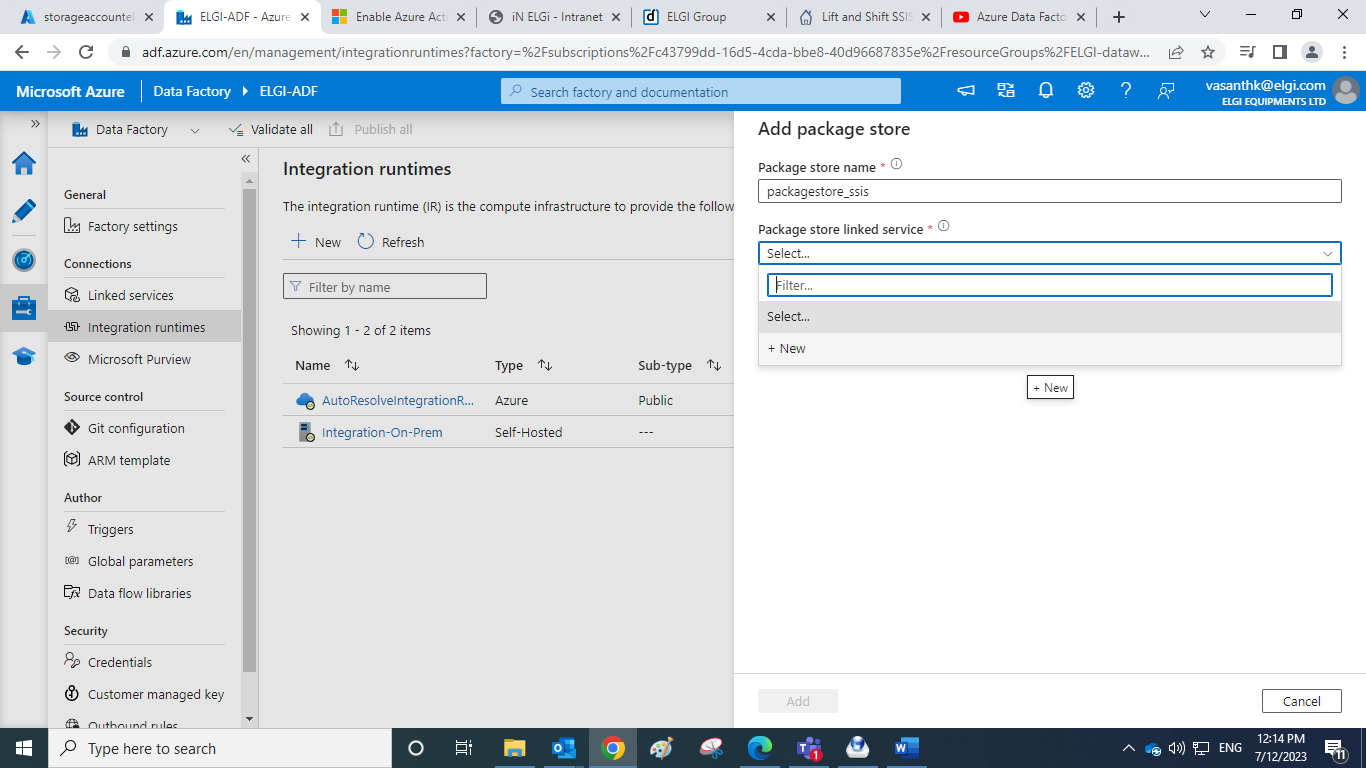 storageaccountel
ELGI-ADF - Azure
Enable Azure Act
iN ELGi - Intranet
ELGI Group
Lift and Shift SSIS
Azure Data Facto
adf.azure.com/en/management/integrationruntimes?factory=%2Fsubscriptions%2Fc43799dd-16d5-4cda-bbe8-40d96687835e%2FresourceGroups%2FELGI-dataw...
Microsoft Azure
Data Factory
ELGI-ADF
Search factory and documentation
vasanthk@elgi.com
ELGI EQUIPMENTS LTD
Data Factory
Validate all
Publish all
General
Factory settings
Connections
Linked services
Integration runtimes
Microsoft Purview
Source control
Git configuration
ARM template
Author
Triggers
Global parameters
Data flow libraries
Security
Credentials
Customer managed key
Outbound rules
Integration runtimes
The integration runtime (IR) is the compute infrastructure to provide the follow
New
Refresh
Filter by name
Showing 1 - 2 of 2 items
Name Type Sub-type
AutoResolveIntegrationR... Azure Public
Integration-On-Prem Self-Hosted ---
Add package store
Package store name *
packagestore_ssis
Package store linked service *
Select...
Filter...
Select...
+ New
+ New
Add
Cancel
Type here to search
1
ENG
12:14 PM
7/12/2023
11